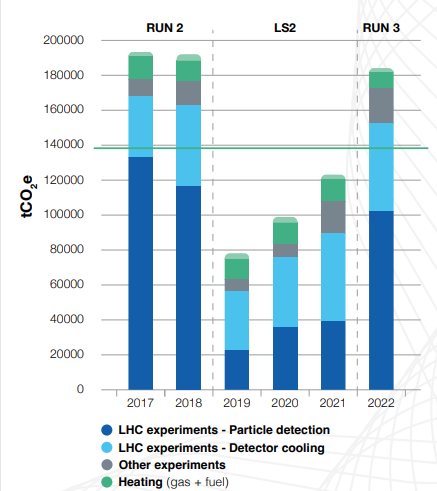 RUN 2 LS2 RUN 3
200000
180000
160000
140000
120000
100000
80000
60000
40000
20000
0
tCO₂e
2017 2018 2019 2020 2021 2022
LHC experiments - Particle detection
LHC experiments - Detector cooling
Other experiments
Heating (gas + fuel)